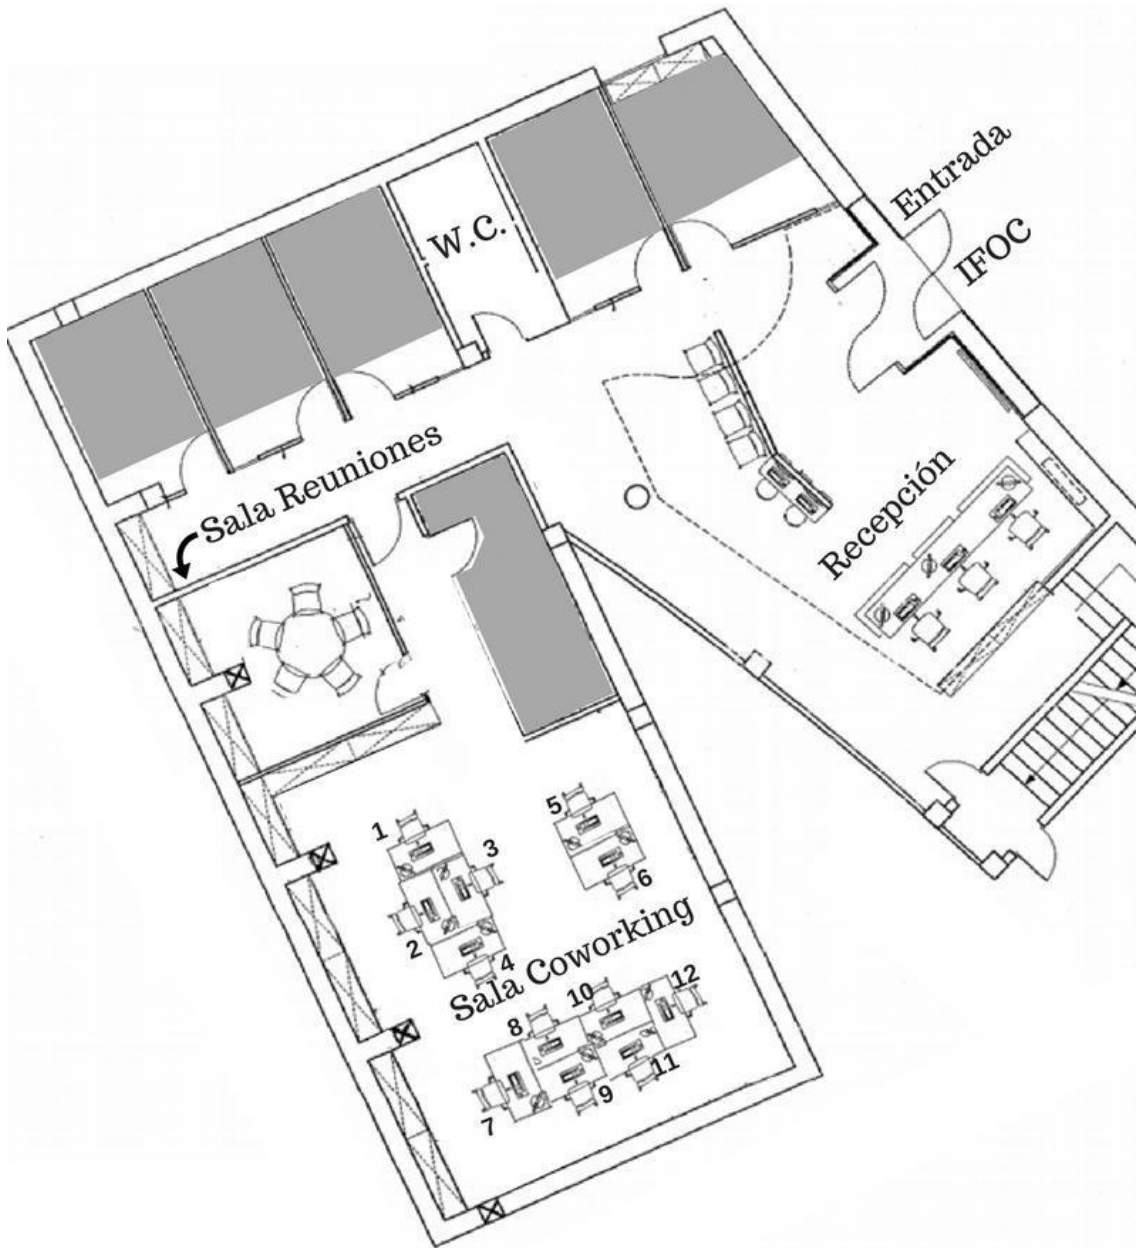 Entrada
IFOC
W.C.
Sala Reuniones
Recepción
1
2
3
4
5
6
Sala Coworking
7
8
9
10
11
12